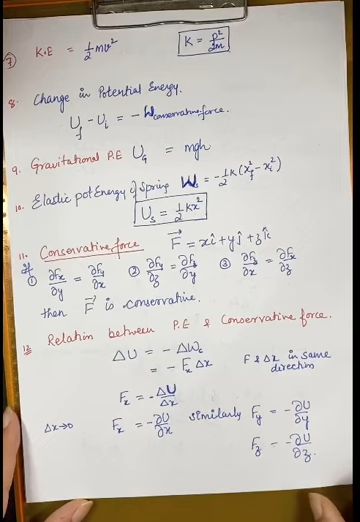 7) K.E = ½mv²   K = p²/2m
8. Change in Potential Energy.
U_f - U_i = - W_conservative force.
9. Gravitational P.E U_g = mgh
10. Elastic pot Energy of Spring W_s = -½k(x_f² - x_i²)
U_s = ½kx²
11. Conservative force F⃗ = xî + yĵ + zk̂
If
① ∂F_x/∂y = ∂F_y/∂x ② ∂F_y/∂z = ∂F_z/∂y ③ ∂F_z/∂x = ∂F_x/∂z
then F⃗ is conservative.
12 Relation between P.E & Conservative force.
ΔU = - ΔW_c
= - F_x Δx   F & Δx in same direction
F_x = -ΔU/Δx
Δx→0   F_x = -∂U/∂x   similarly F_y = -∂U/∂y
F_z = -∂U/∂z.